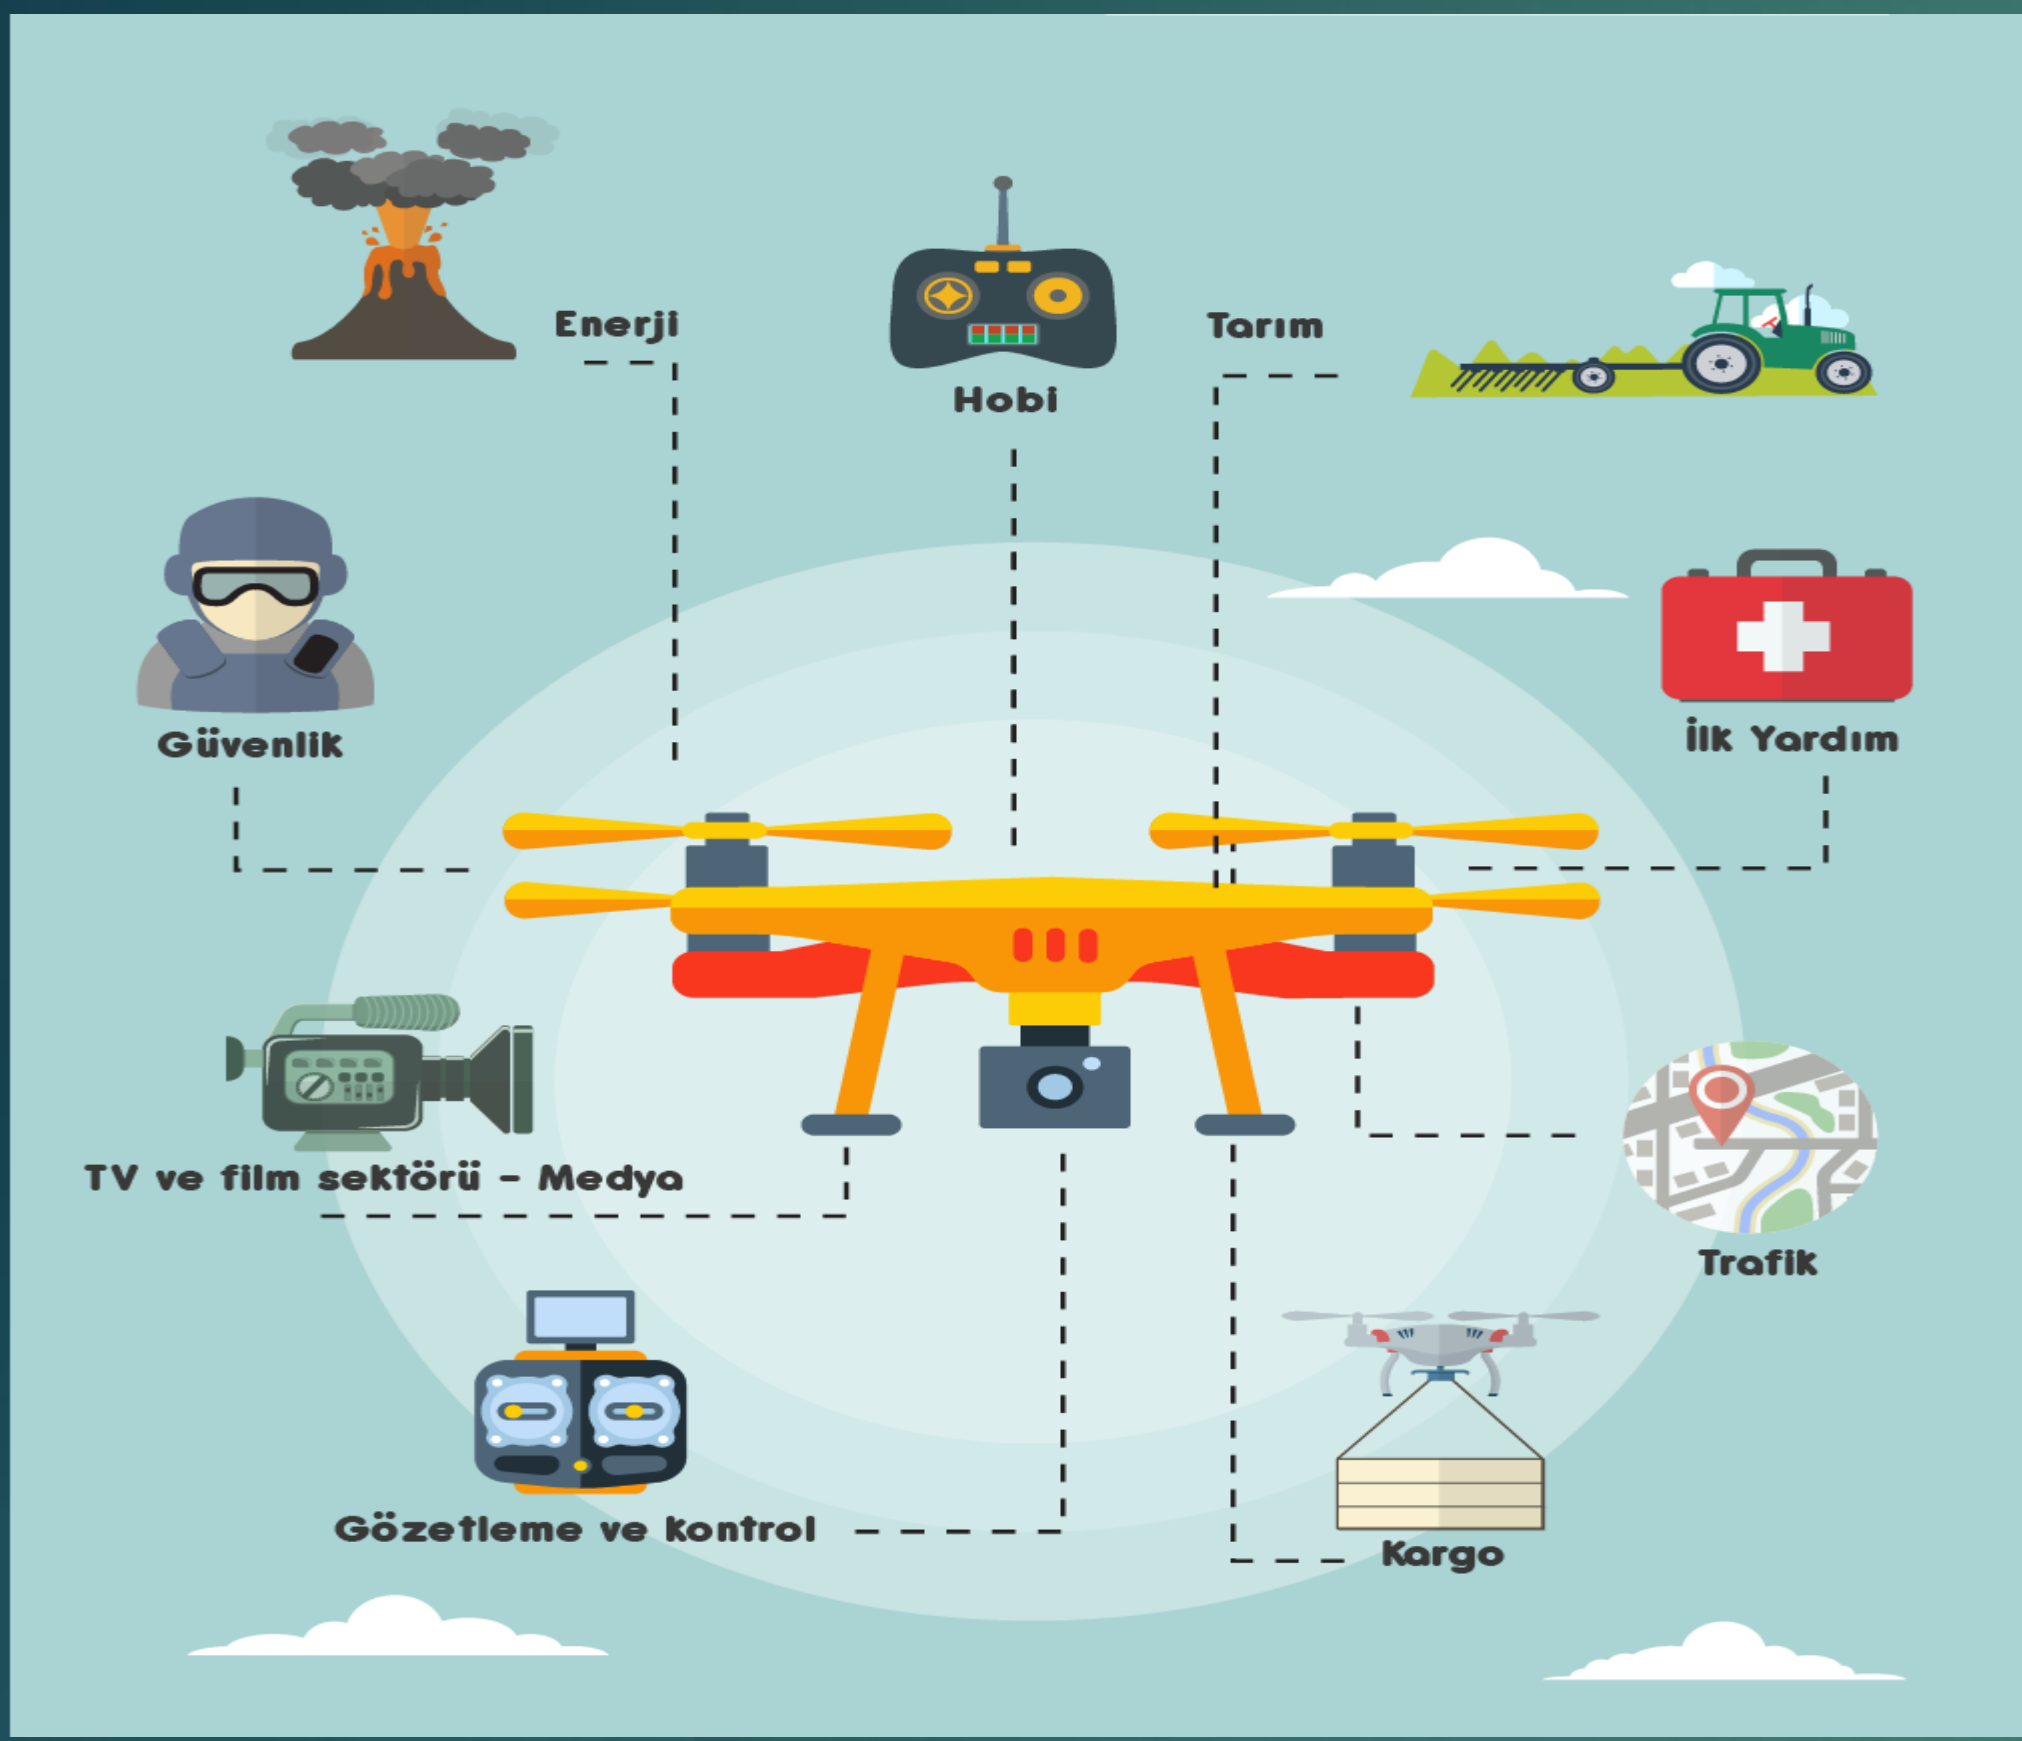 Enerji
Hobi
Tarım
Güvenlik
İlk Yardım
TV ve film sektörü - Medya
Trafik
Gözetleme ve kontrol
Kargo